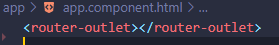 app > app.component.html > ...
<router-outlet></router-outlet>